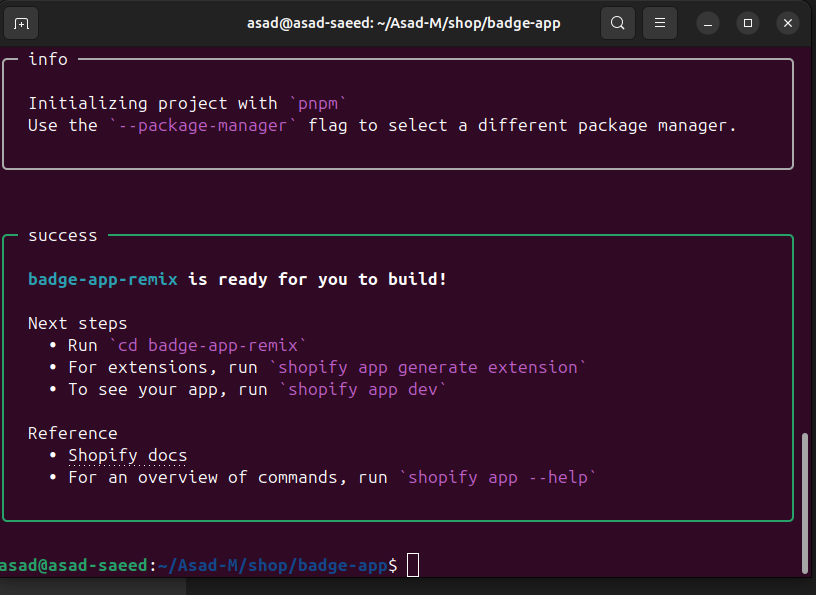 asad@asad-saeed: ~/Asad-M/shop/badge-app
info
Initializing project with `pnpm`
Use the `--package-manager` flag to select a different package manager.
success
badge-app-remix is ready for you to build!
Next steps
• Run `cd badge-app-remix`
• For extensions, run `shopify app generate extension`
• To see your app, run `shopify app dev`
Reference
• Shopify docs
• For an overview of commands, run `shopify app --help`
asad@asad-saeed:~/Asad-M/shop/badge-app$